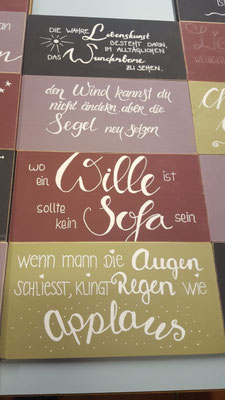 DIE WAHRE Lebenskunst
BESTEHT DARIN,
IM ALLTÄGLICHEN
DAS Wunderbare
ZU SEHEN.
den Wind kannst du
nicht ändern aber die
Segel neu setzen
wo ein Wille ist
sollte kein Sofa sein
wenn mann die Augen
SCHLIESST, KLINGT Regen wie
Applaus